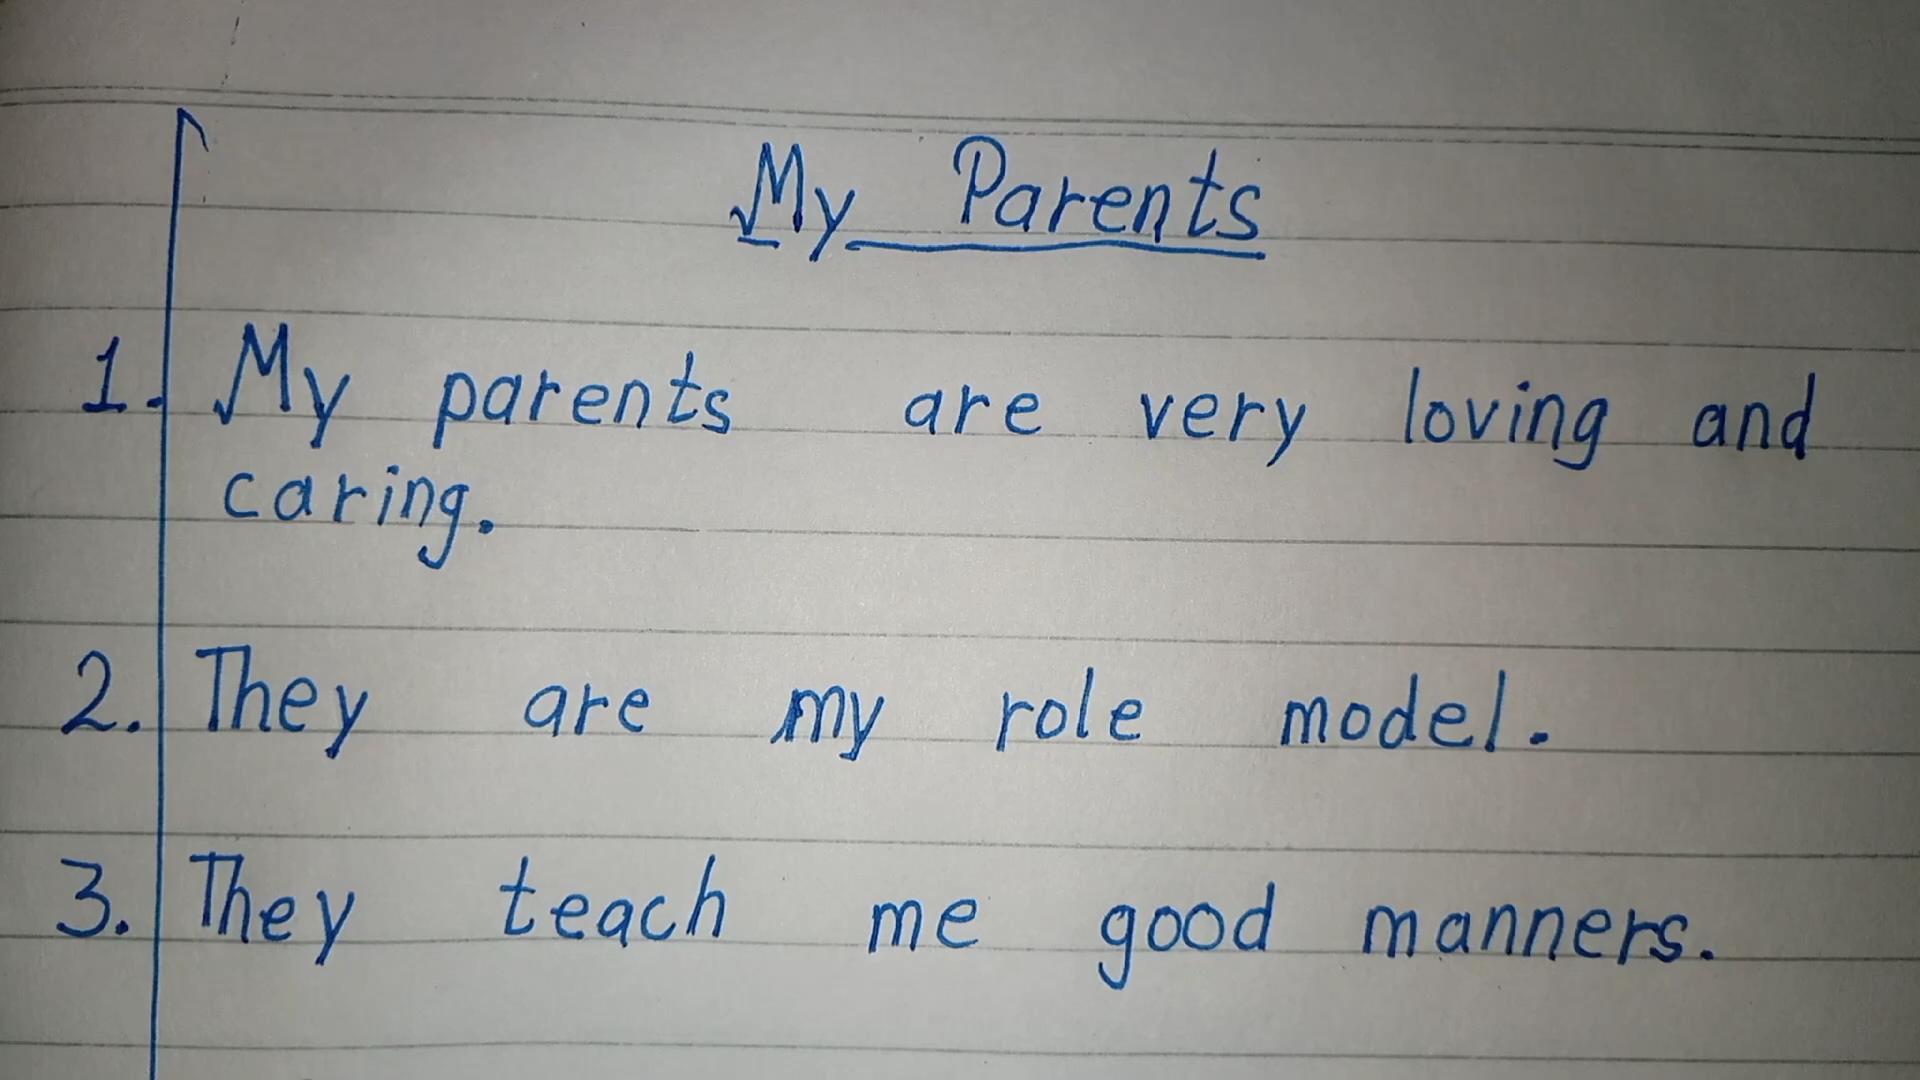 My Parents
1. My parents are very loving and
caring.
2. They are my role model.
3. They teach me good manners.